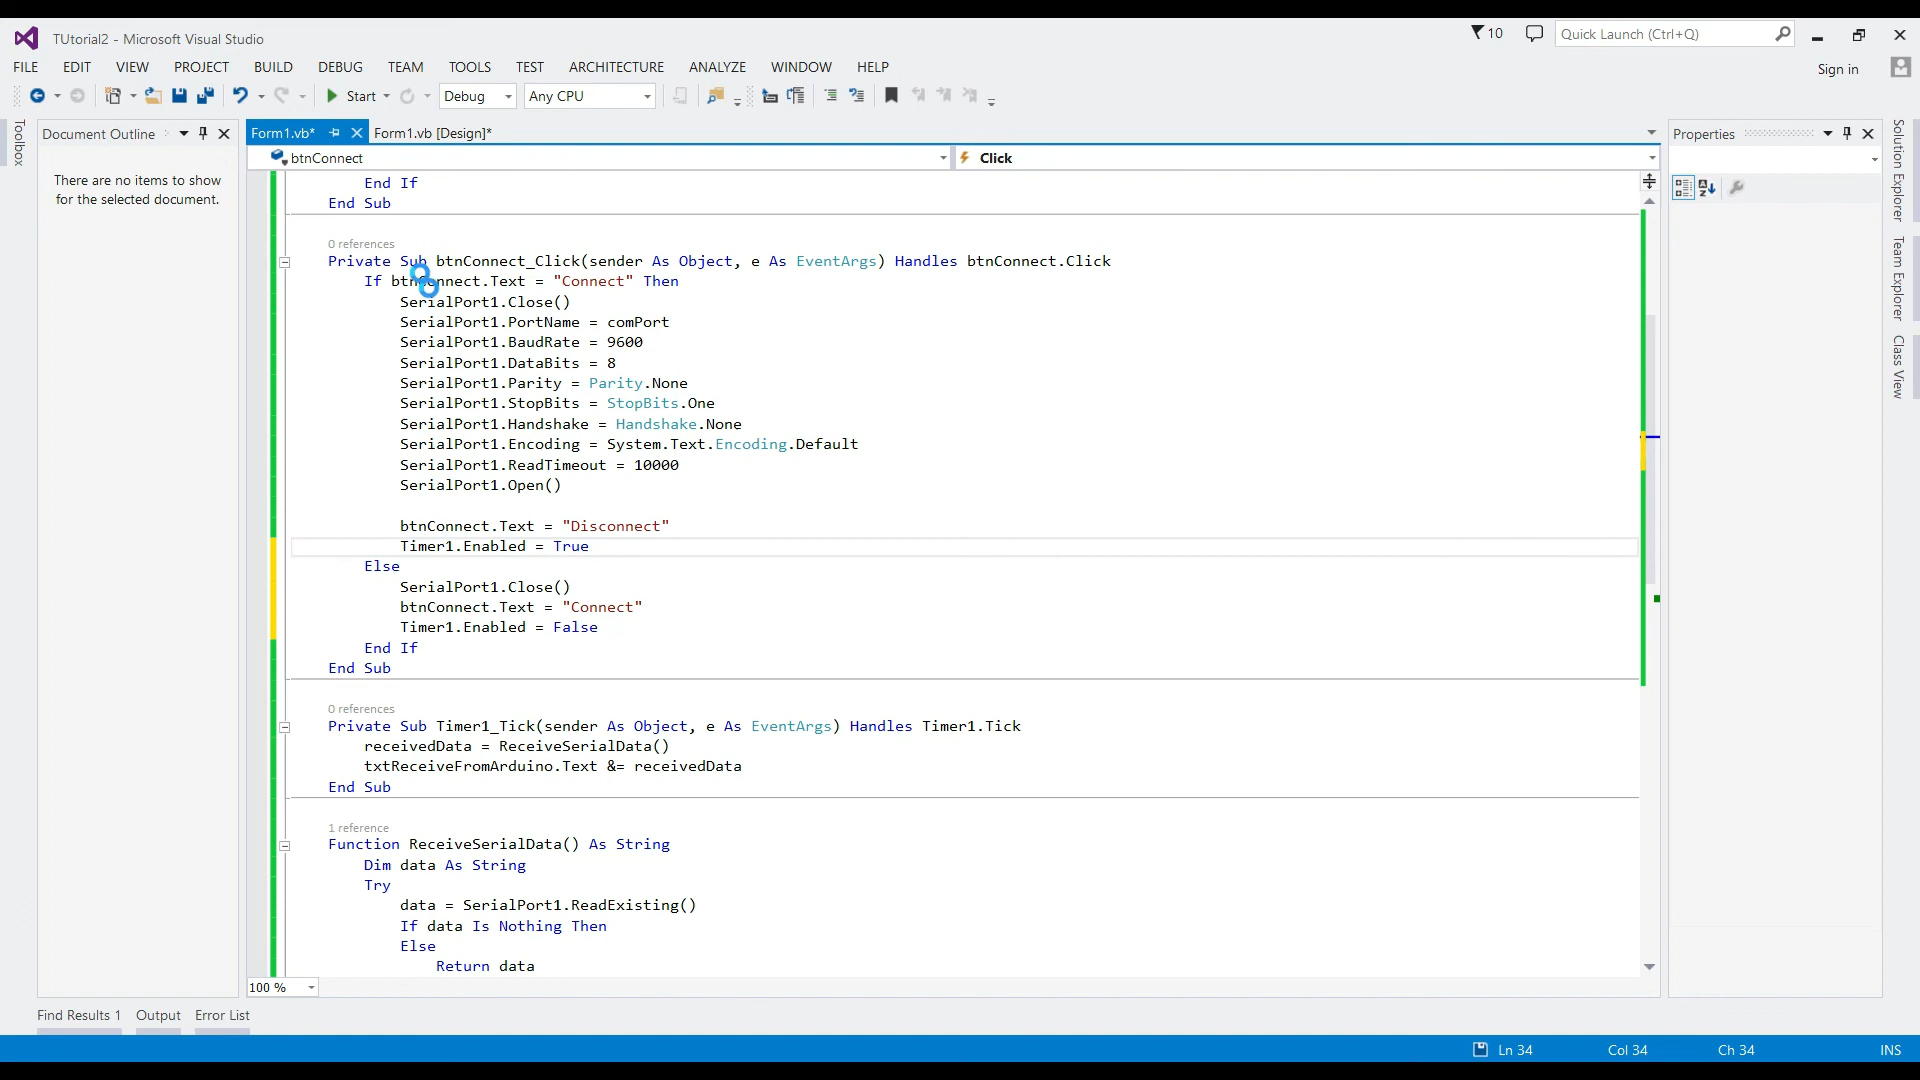 TUtorial2 - Microsoft Visual Studio
10
Quick Launch (Ctrl+Q)
FILE EDIT VIEW PROJECT BUILD DEBUG TEAM TOOLS TEST ARCHITECTURE ANALYZE WINDOW HELP
Sign in
Start Debug Any CPU
Toolbox
Document Outline
There are no items to show
for the selected document.
Form1.vb* Form1.vb [Design]*
btnConnect Click
End If
End Sub
0 references
Private Sub btnConnect_Click(sender As Object, e As EventArgs) Handles btnConnect.Click
If btnConnect.Text = "Connect" Then
SerialPort1.Close()
SerialPort1.PortName = comPort
SerialPort1.BaudRate = 9600
SerialPort1.DataBits = 8
SerialPort1.Parity = Parity.None
SerialPort1.StopBits = StopBits.One
SerialPort1.Handshake = Handshake.None
SerialPort1.Encoding = System.Text.Encoding.Default
SerialPort1.ReadTimeout = 10000
SerialPort1.Open()
btnConnect.Text = "Disconnect"
Timer1.Enabled = True
Else
SerialPort1.Close()
btnConnect.Text = "Connect"
Timer1.Enabled = False
End If
End Sub
0 references
Private Sub Timer1_Tick(sender As Object, e As EventArgs) Handles Timer1.Tick
receivedData = ReceiveSerialData()
txtReceiveFromArduino.Text &= receivedData
End Sub
1 reference
Function ReceiveSerialData() As String
Dim data As String
Try
data = SerialPort1.ReadExisting()
If data Is Nothing Then
Else
Return data
100 %
Properties
Solution Explorer
Team Explorer
Class View
Find Results 1 Output Error List
Ln 34 Col 34 Ch 34 INS